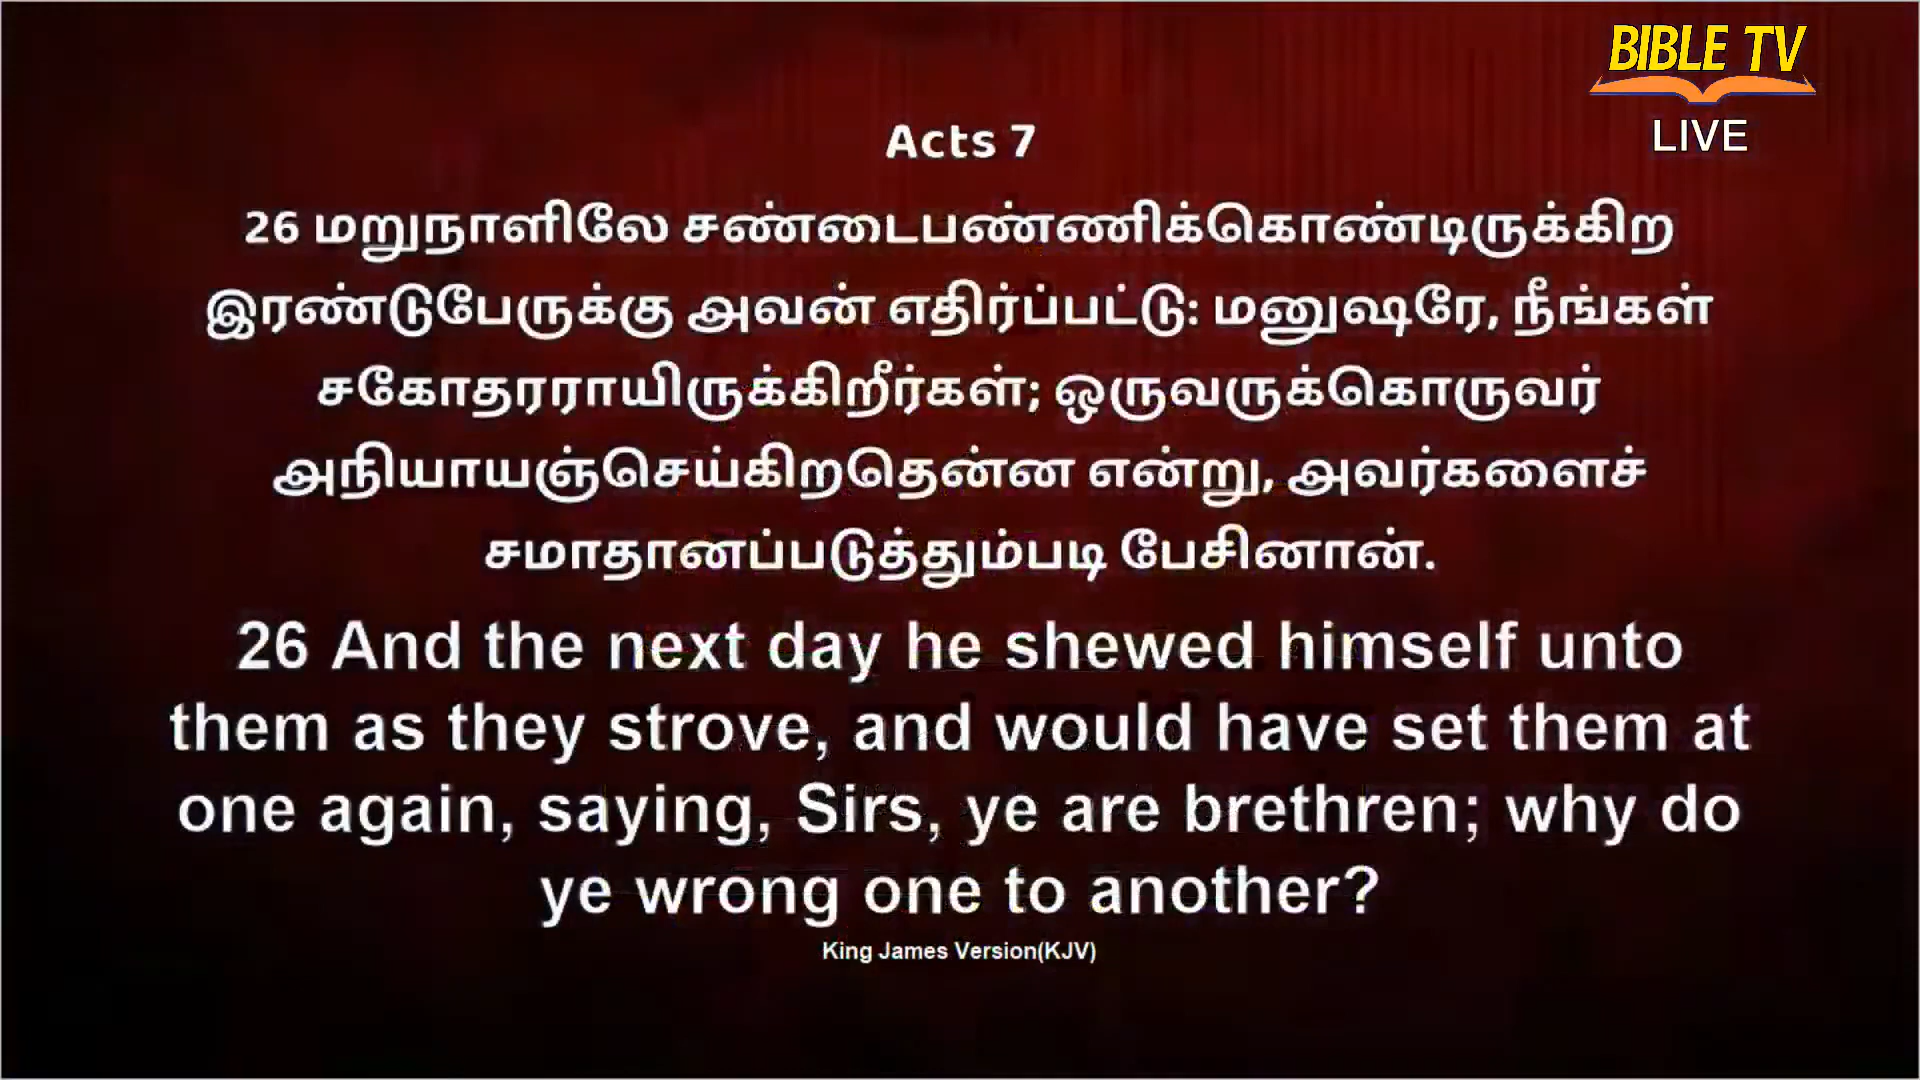 BIBLE TV
LIVE
Acts 7
26 மறுநாளிலே சண்டைபண்ணிக்கொண்டிருக்கிற
இரண்டுபேருக்கு அவன் எதிர்ப்பட்டு: மனுஷரே, நீங்கள்
சகோதரராயிருக்கிறீர்கள்; ஒருவருக்கொருவர்
அநியாயஞ்செய்கிறதென்ன என்று, அவர்களைச்
சமாதானப்படுத்தும்படி பேசினான்.
26 And the next day he shewed himself unto
them as they strove, and would have set them at
one again, saying, Sirs, ye are brethren; why do
ye wrong one to another?
King James Version(KJV)